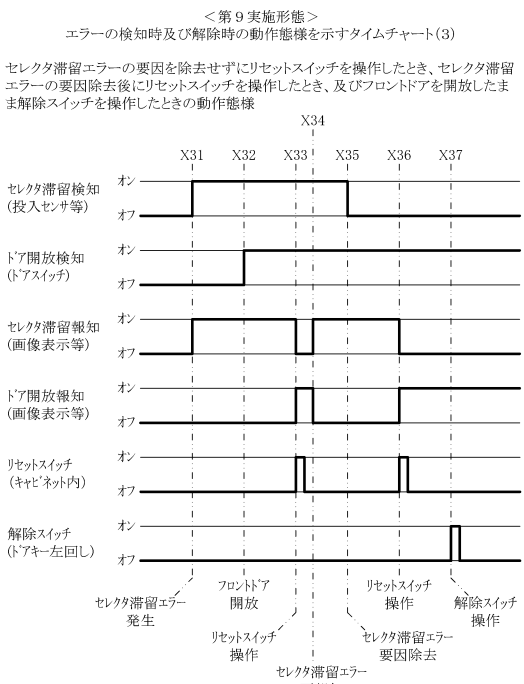 ＜第９実施形態＞
エラーの検知時及び解除時の動作態様を示すタイムチャート（３）
セレクタ滞留エラーの要因を除去せずにリセットスイッチを操作したとき、セレクタ滞留
エラーの要因除去後にリセットスイッチを操作したとき、及びフロントドアを開放したま
ま解除スイッチを操作したときの動作態様
X34
X31 X32 X33 X35 X36 X37
セレクタ滞留検知
（投入センサ等）
オン
オフ
ドア開放検知
（ドアスイッチ）
オン
オフ
セレクタ滞留報知
（画像表示等）
オン
オフ
ドア開放報知
（画像表示等）
オン
オフ
リセットスイッチ
（キャビネット内）
オン
オフ
解除スイッチ
（ドアキー左回し）
オン
オフ
セレクタ滞留エラー
発生
フロントドア
開放
リセットスイッチ
操作
セレクタ滞留エラー
セレクタ滞留エラー
要因除去
リセットスイッチ
操作
解除スイッチ
操作